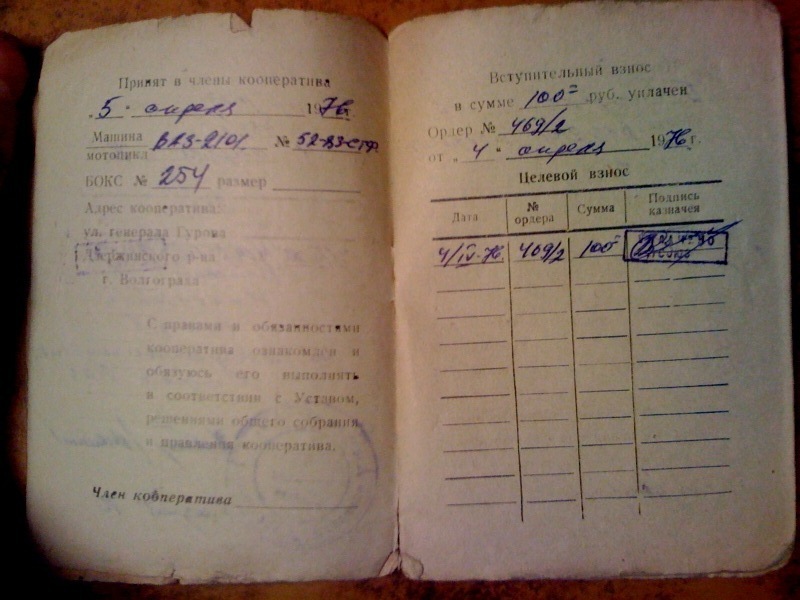 Принят в члены кооператива
„5" апреля 1976г.
Машина ВАЗ-2101 № 52-83-СТФ
мотоцикл
БОКС № 254 размер
Адрес кооператива:
ул. генерала Гурова
Дзержинского р-на
г. Волгограда
С правами и обязанностями
кооператива ознакомлен и
обязуюсь его выполнять
в соответствии с Уставом,
решениями общего собрания
и правления кооператива.
Член кооператива
Вступительный взнос
в сумме 100= руб. уплачен
Ордер № 469/2
от „4" апреля 1976г.
Целевой взнос
Дата № ордера Сумма Подпись казначея
4/IV-76 469/2 100=